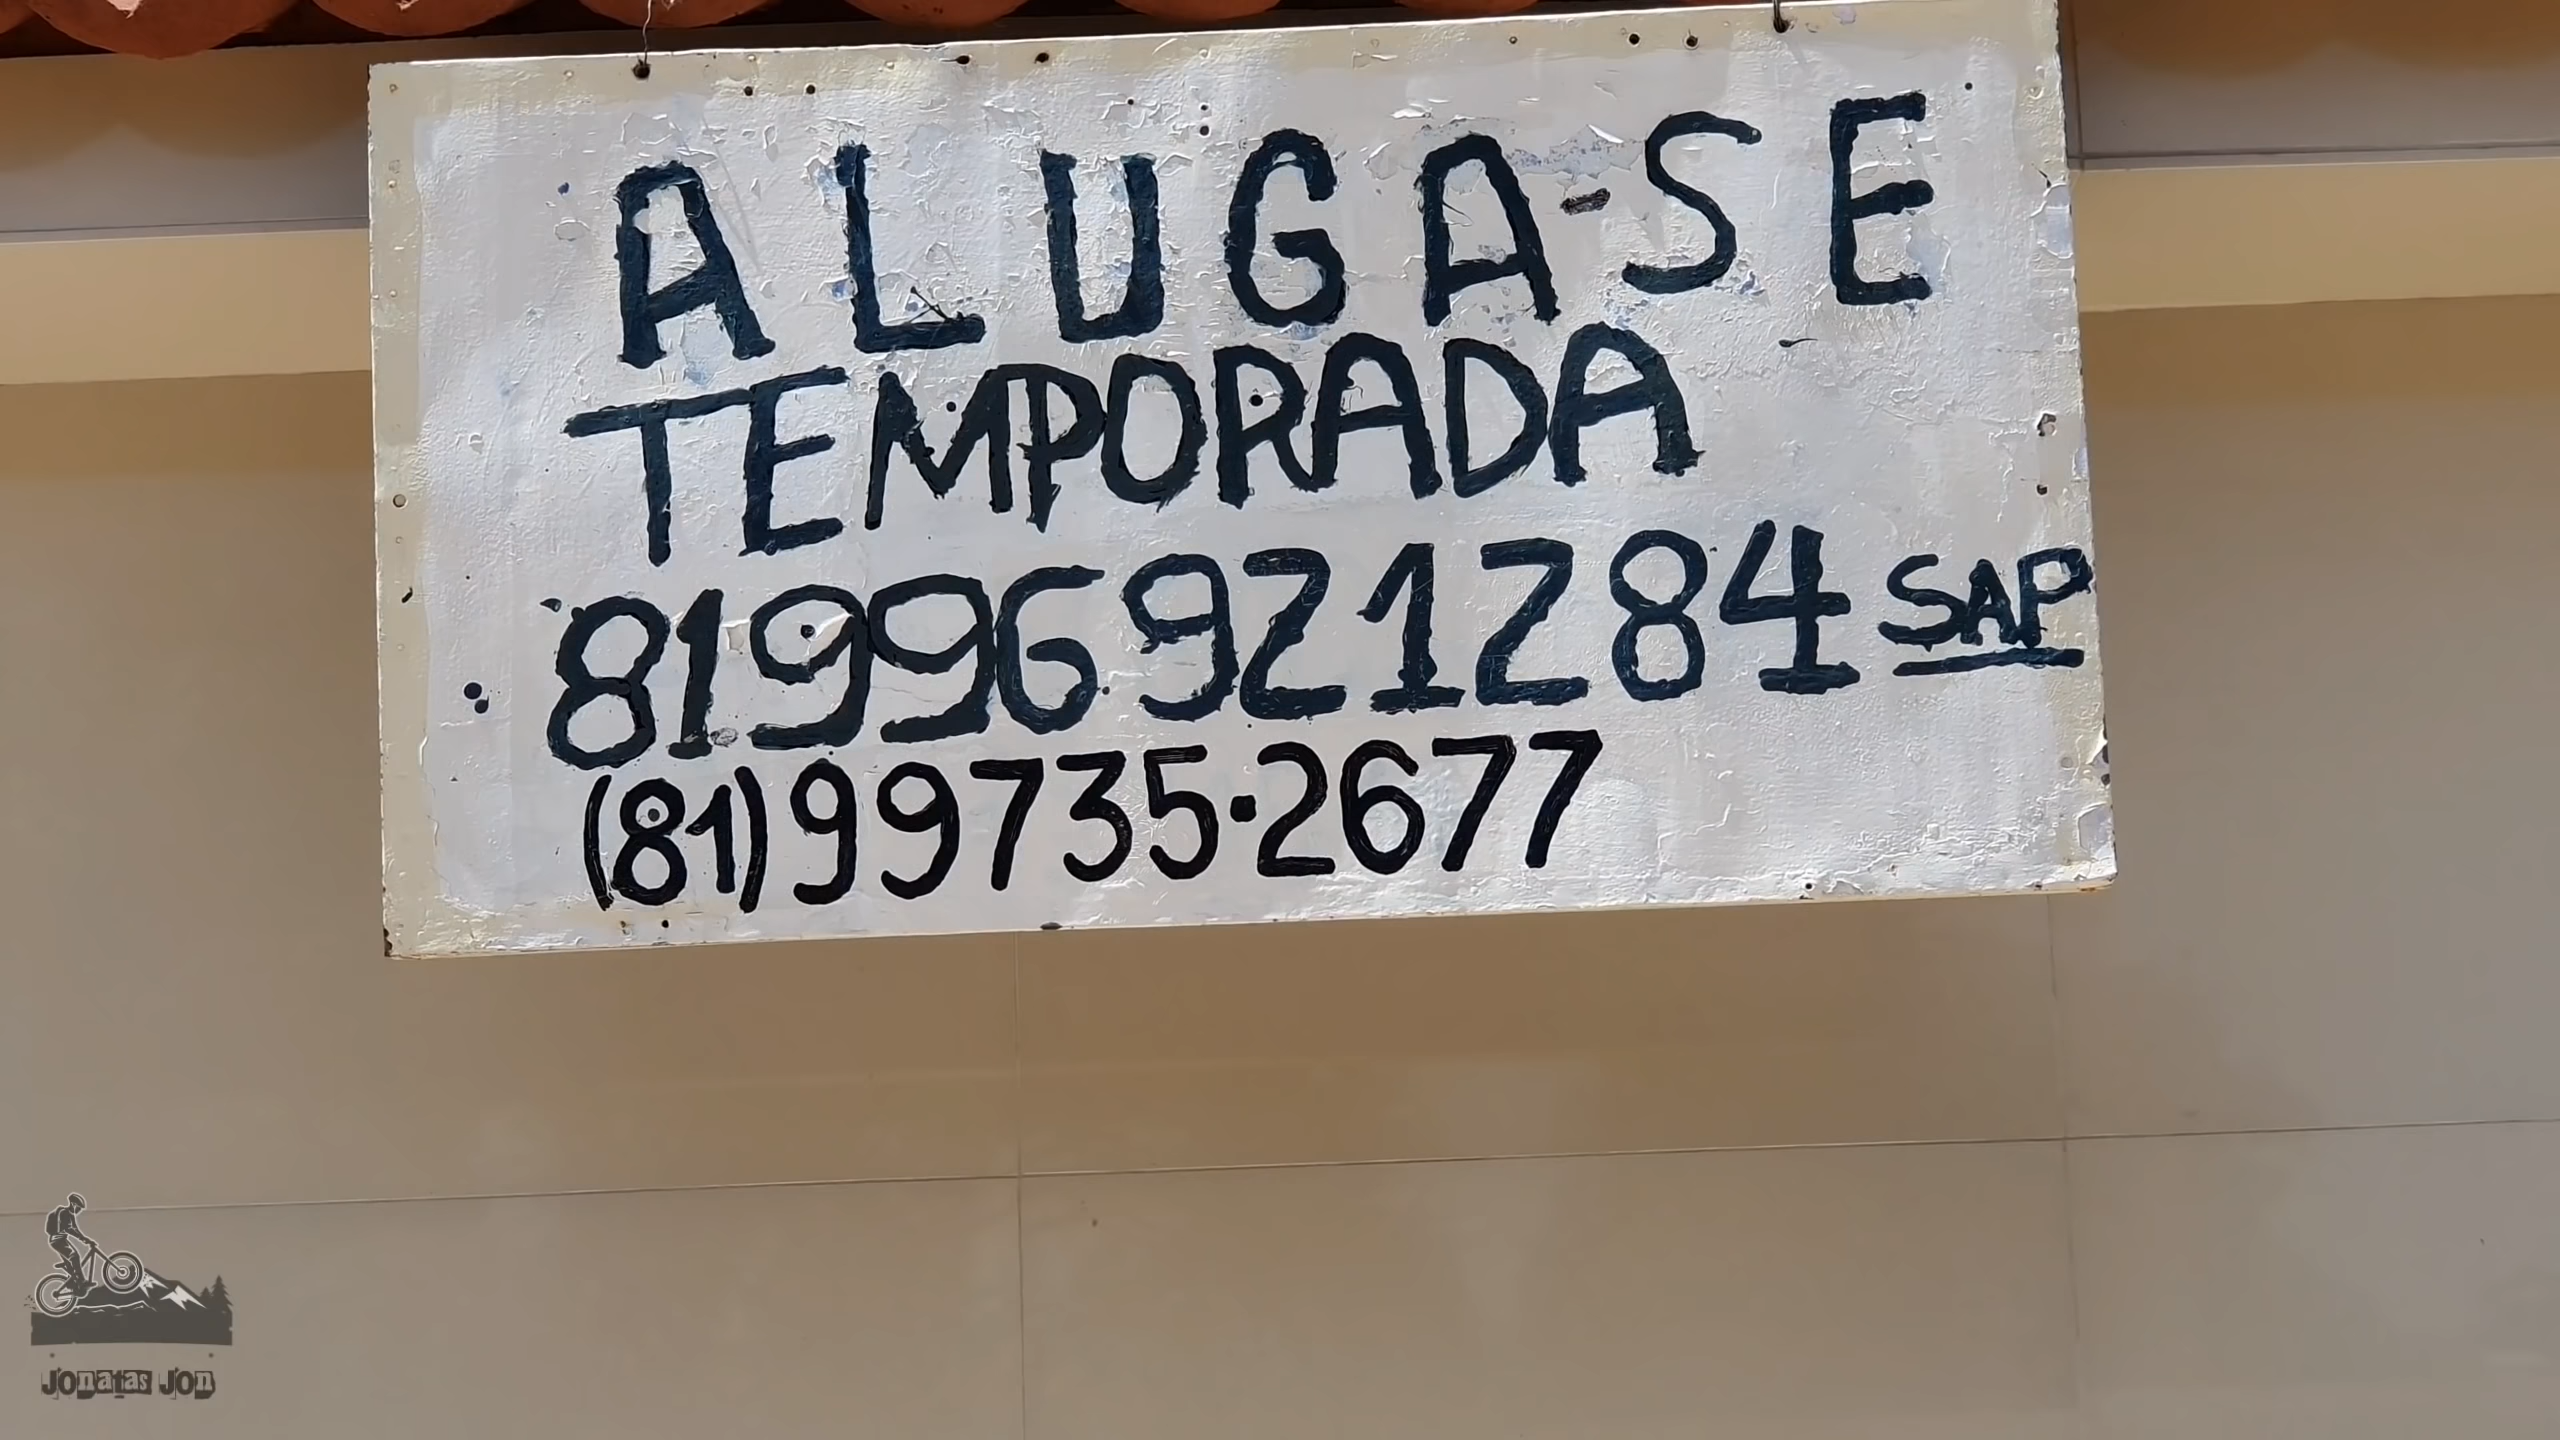 ALUGA-SE
TEMPORADA
81996921284 SAP
(81)99735.2677
Jonatas Jon